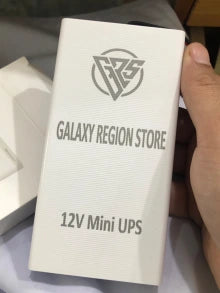 GRS
GALAXY REGION STORE
12V Mini UPS